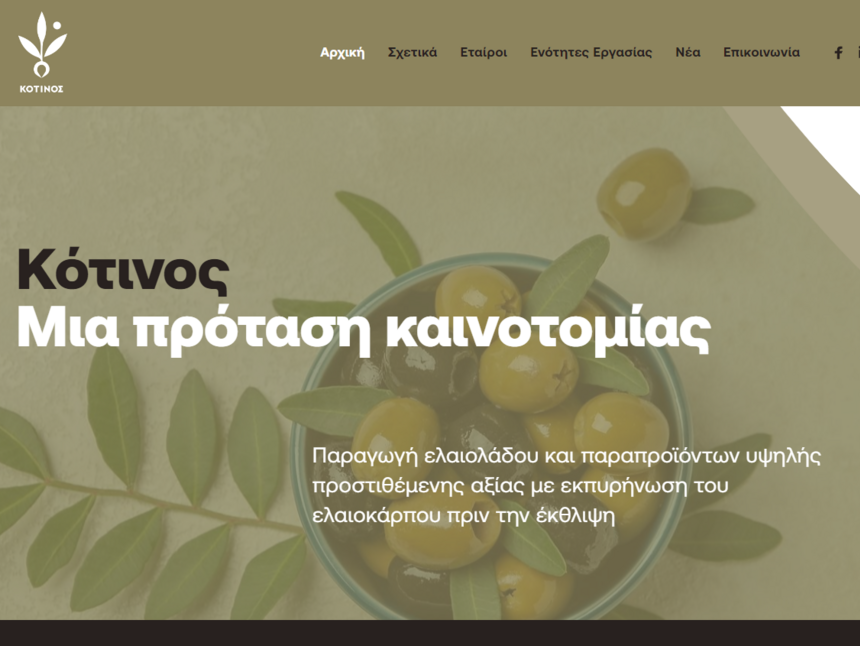 ΚΟΤΙΝΟΣ
Αρχική Σχετικά Εταίροι Ενότητες Εργασίας Νέα Επικοινωνία
Κότινος
Μια πρόταση καινοτομίας
Παραγωγή ελαιολάδου και παραπροϊόντων υψηλής
προστιθέμενης αξίας με εκπυρήνωση του
ελαιοκάρπου πριν την έκθλιψη